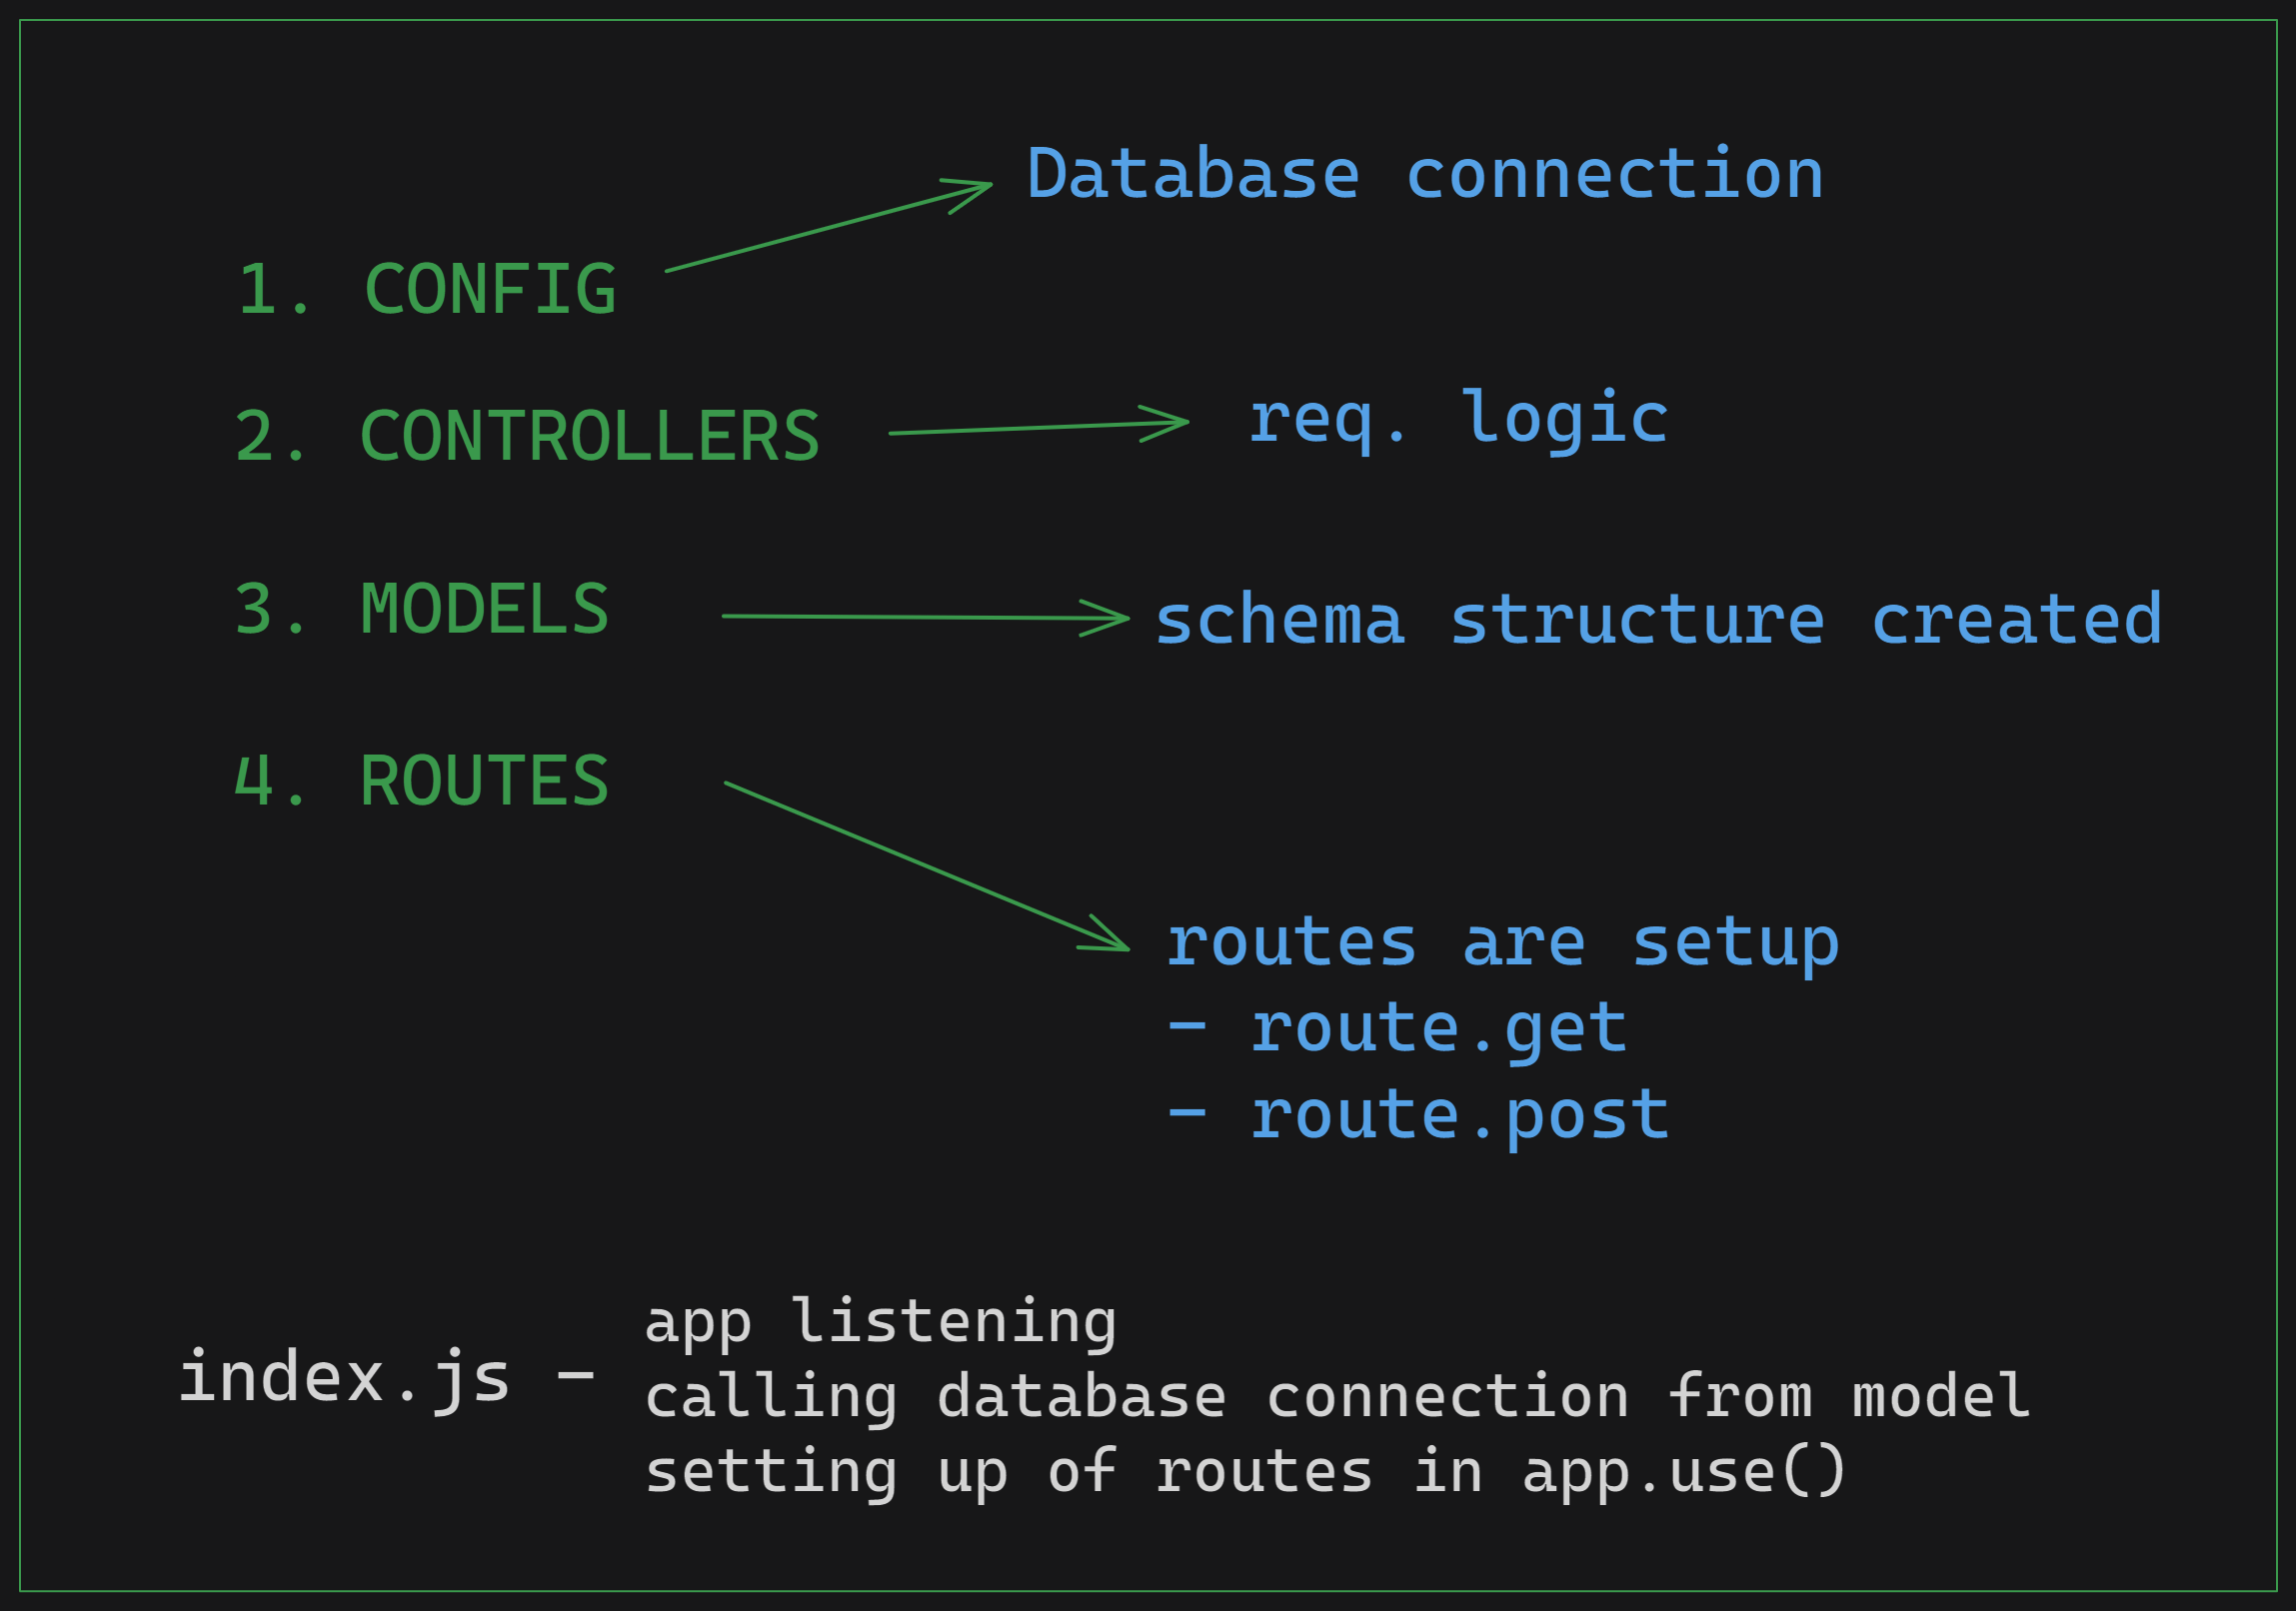 1. CONFIG
Database connection
2. CONTROLLERS
req. logic
3. MODELS
schema structure created
4. ROUTES
routes are setup
- route.get
- route.post
index.js -
app listening
calling database connection from model
setting up of routes in app.use()